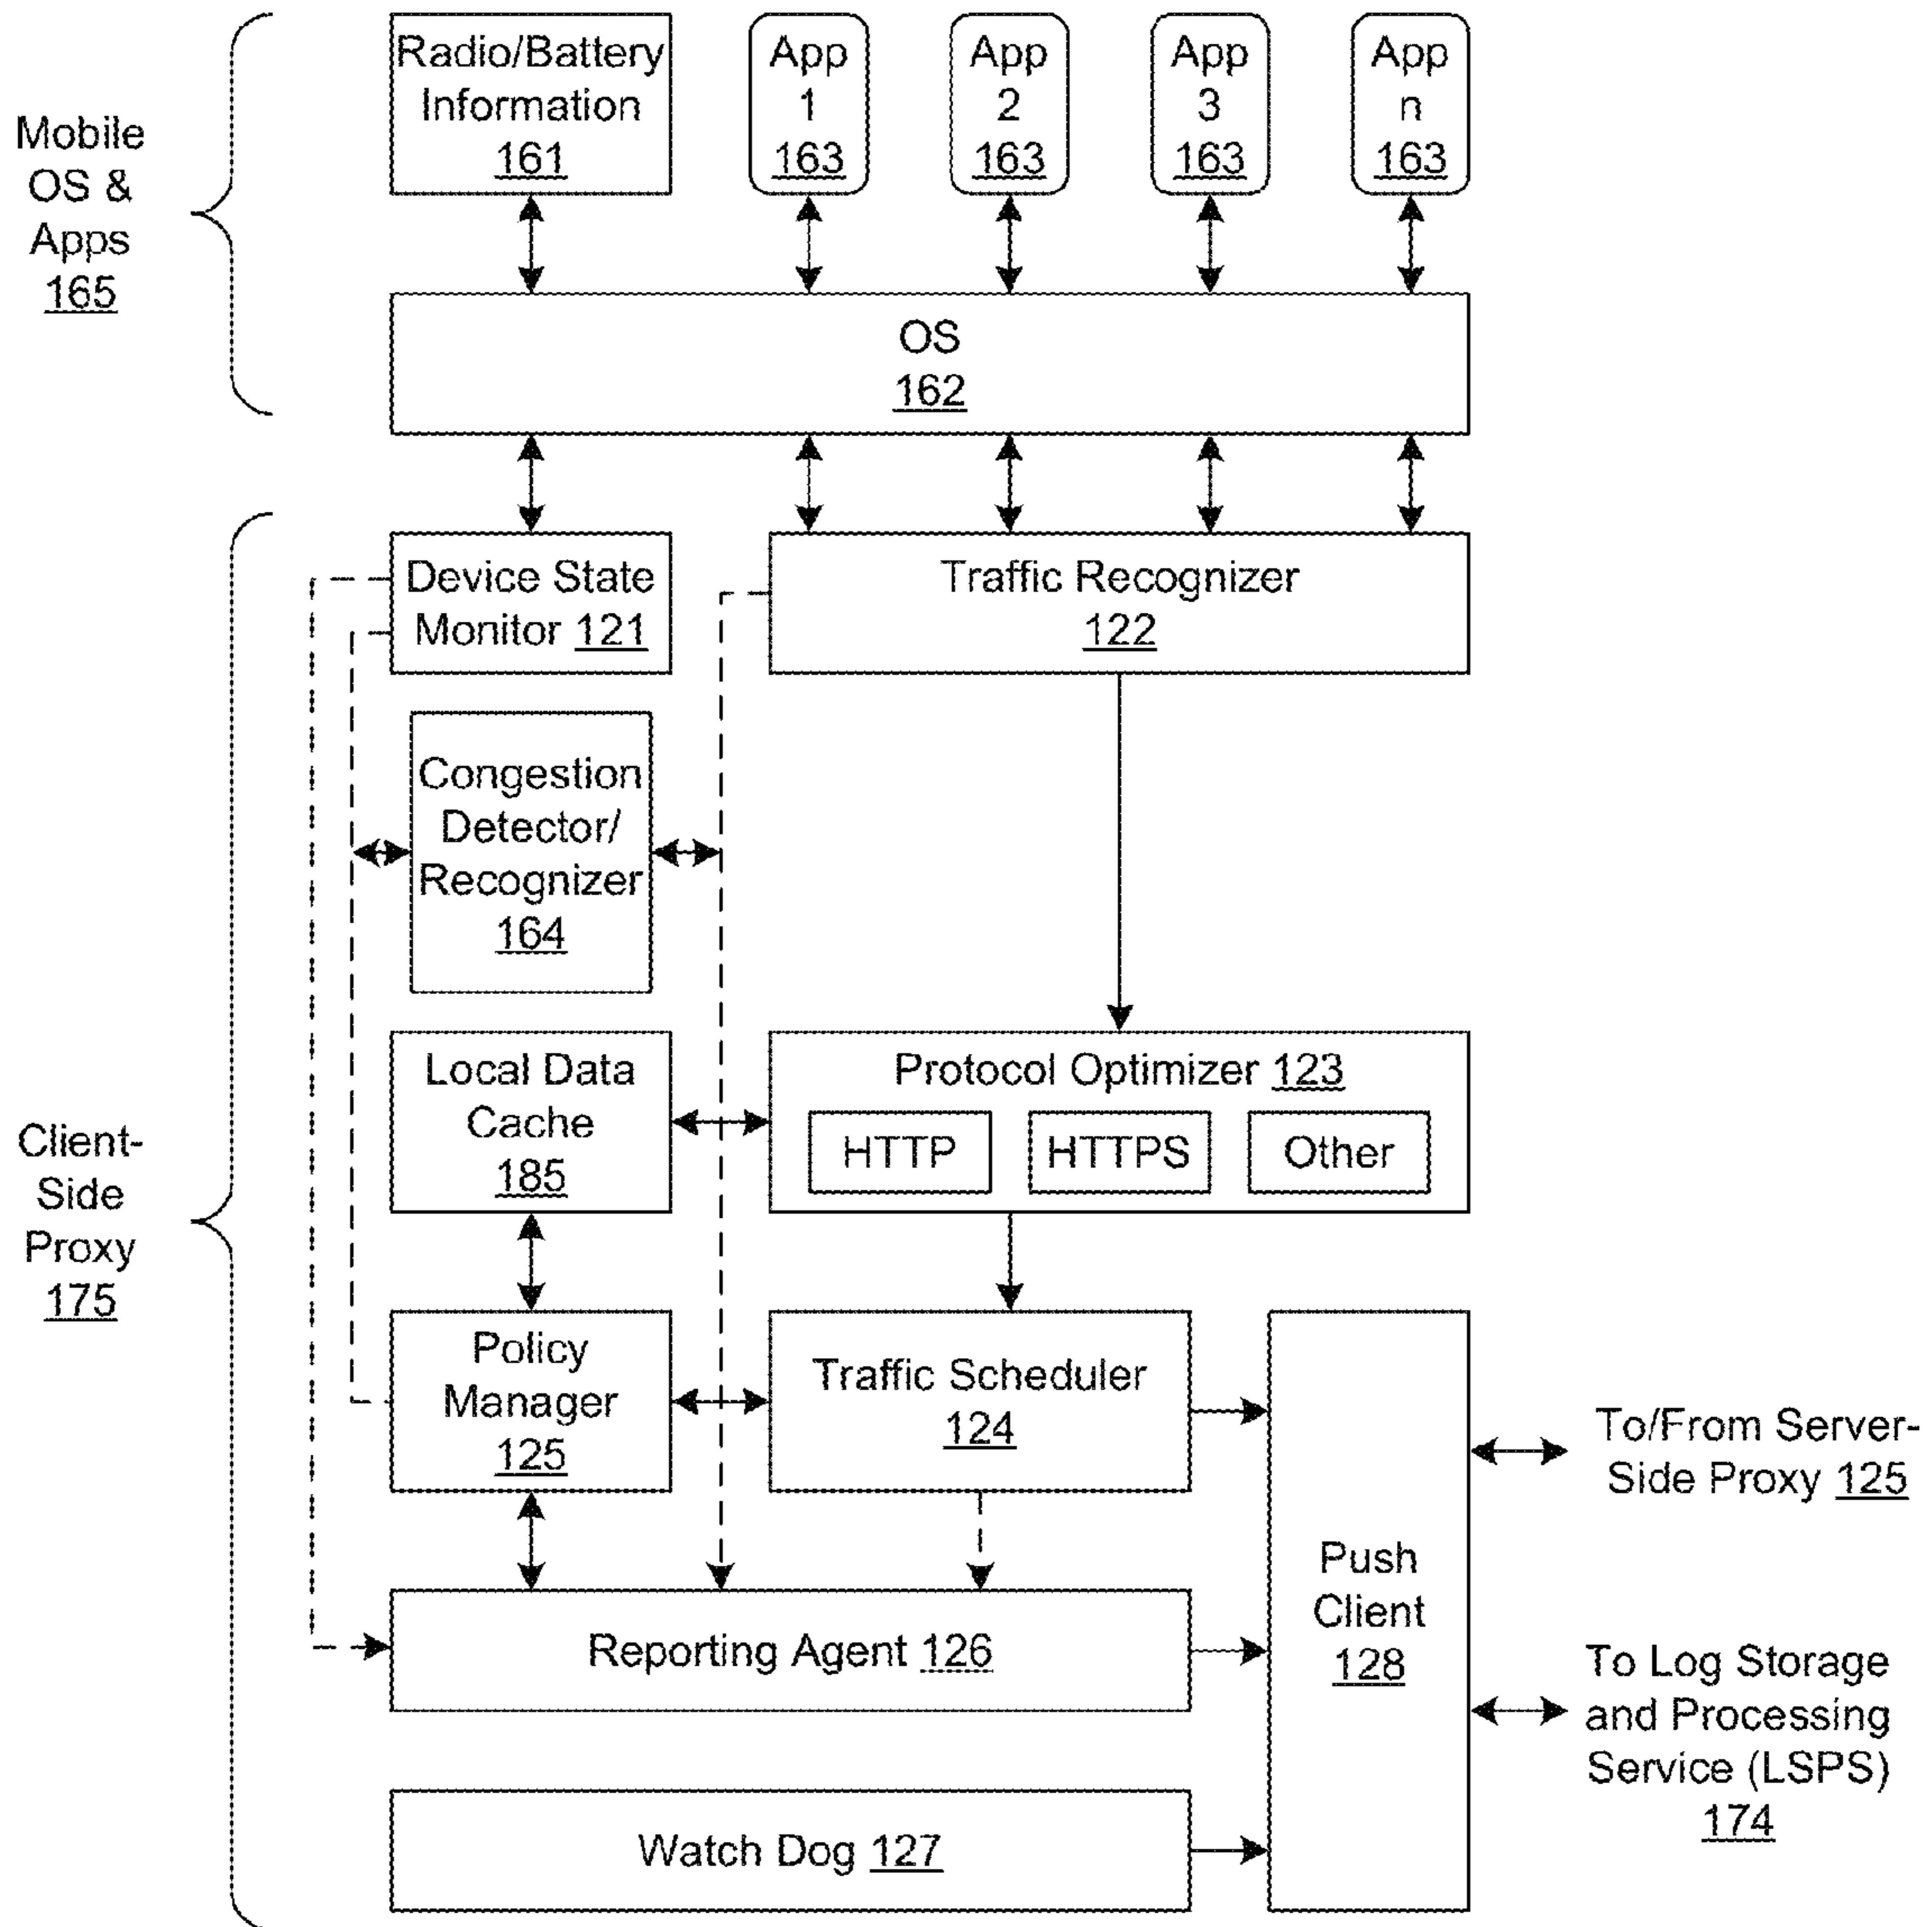 Mobile
OS &
Apps
165
Radio/Battery
Information
161
App
1
163
App
2
163
App
3
163
App
n
163
OS
162
Client-
Side
Proxy
175
Device State
Monitor 121
Traffic Recognizer
122
Congestion
Detector/
Recognizer
164
Local Data
Cache
185
Protocol Optimizer 123
HTTP
HTTPS
Other
Policy
Manager
125
Traffic Scheduler
124
Push
Client
128
To/From Server-
Side Proxy 125
Reporting Agent 126
To Log Storage
and Processing
Service (LSPS)
174
Watch Dog 127